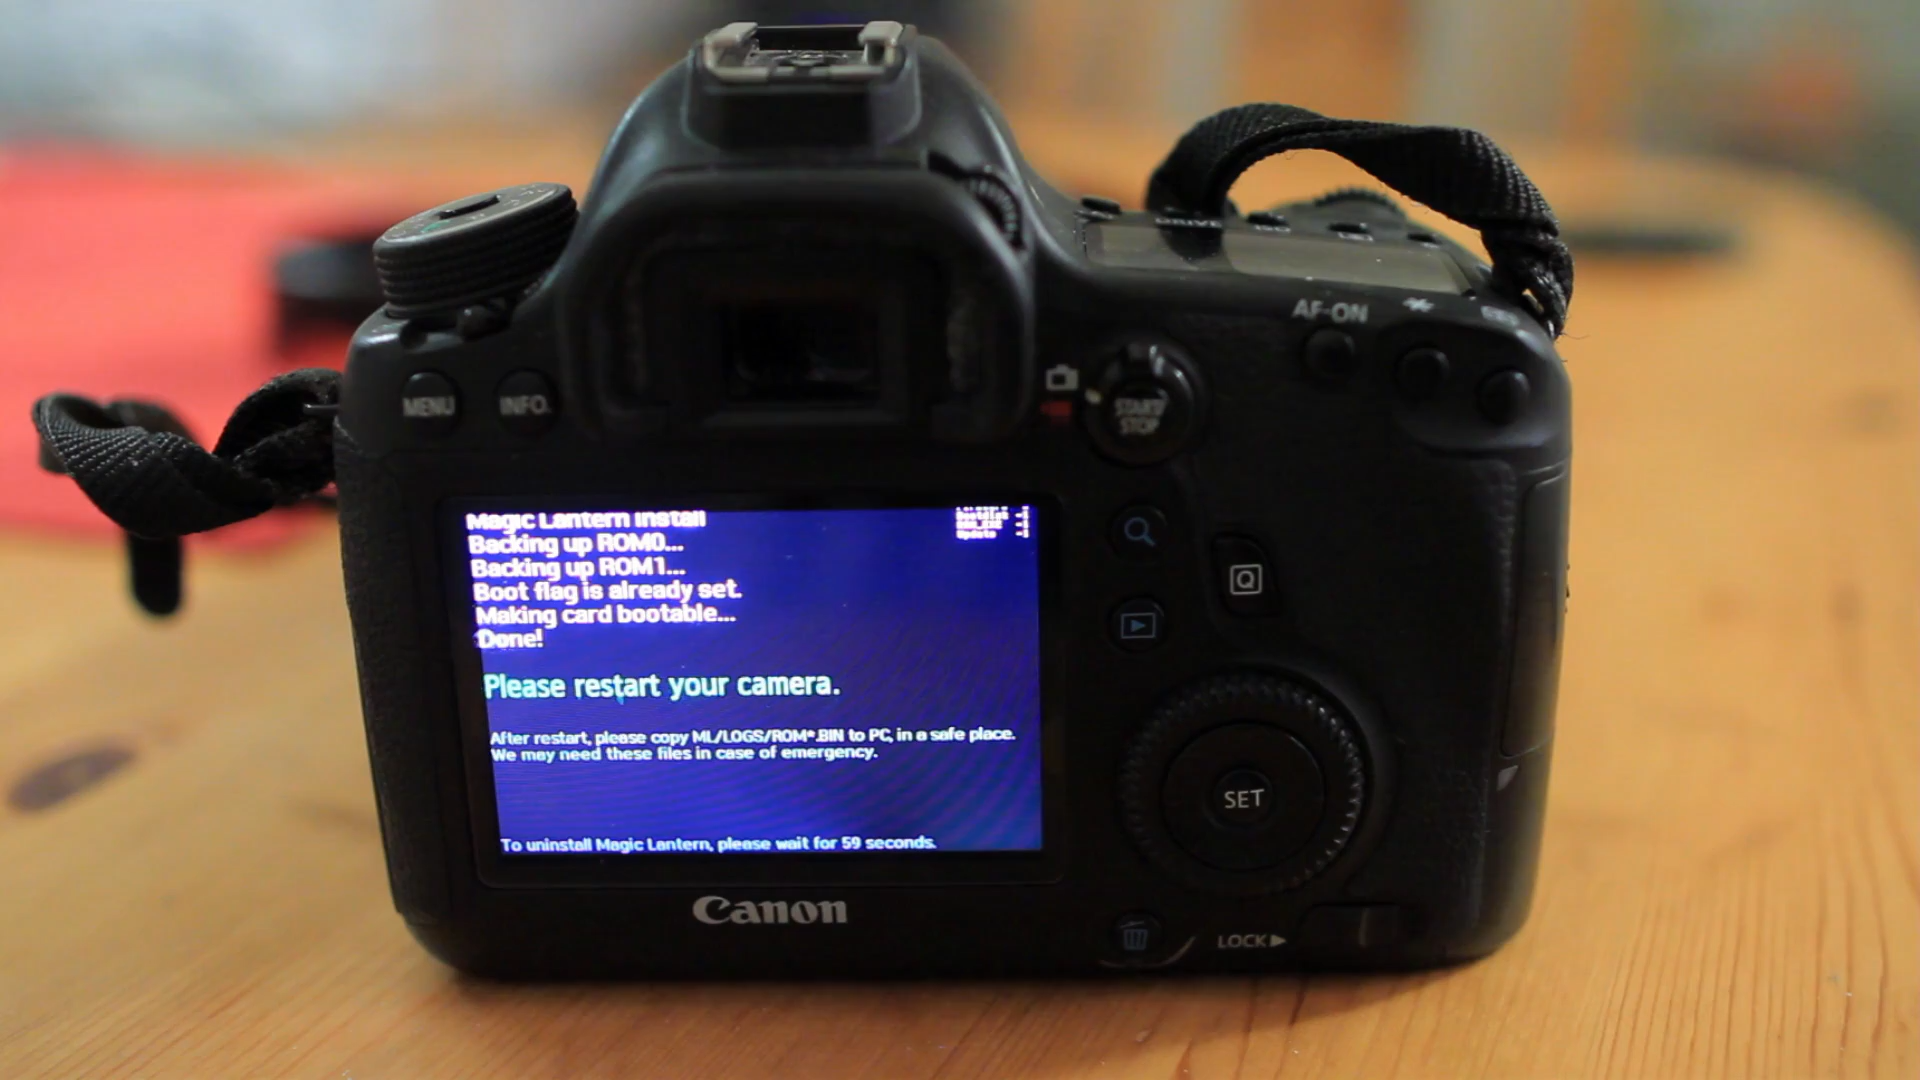 DRIVE
AF-ON
MENU
INFO.
START/
STOP
Magic Lantern install
Backing up ROM0...
Backing up ROM1...
Boot flag is already set.
Making card bootable...
Done!
Update -1
Q
Please restart your camera.
After restart, please copy ML/LOGS/ROM*.BIN to PC, in a safe place.
We may need these files in case of emergency.
SET
To uninstall Magic Lantern, please wait for 59 seconds.
Canon
LOCK▶